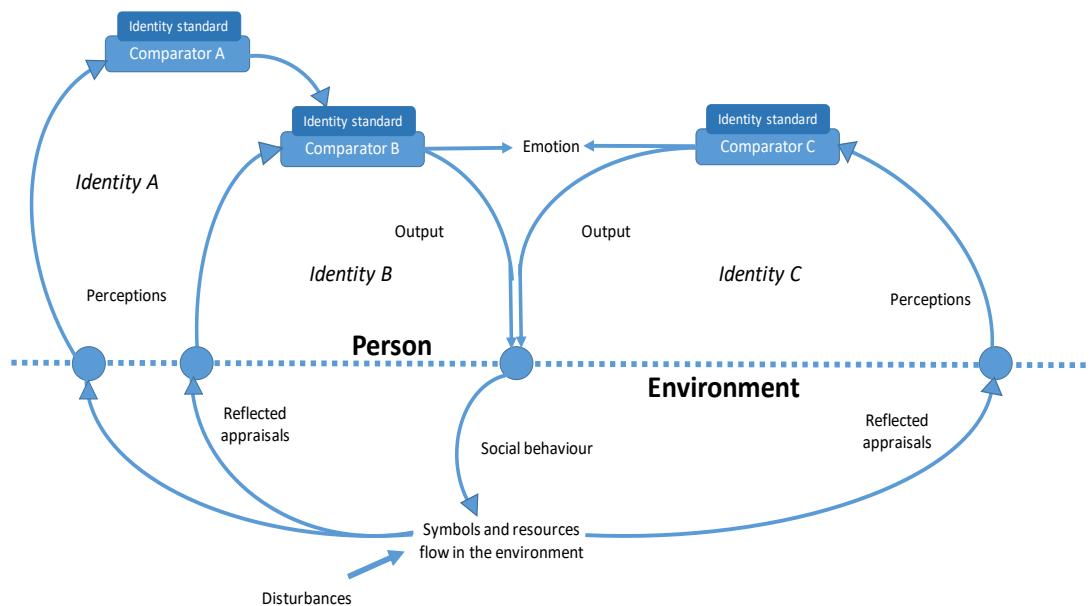 Identity standard
Comparator A
Identity standard
Comparator B
Emotion
Identity standard
Comparator C
Identity A
Output
Output
Identity B
Identity C
Perceptions
Perceptions
Person
Environment
Reflected
appraisals
Reflected
appraisals
Social behaviour
Symbols and resources
flow in the environment
Disturbances